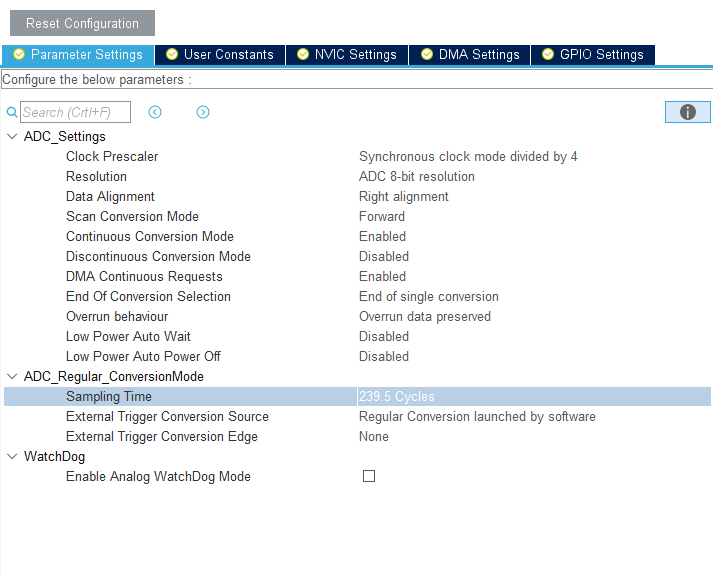 Reset Configuration
Parameter Settings User Constants NVIC Settings DMA Settings GPIO Settings
Configure the below parameters :
Search (Crtl+F)
ADC_Settings
Clock Prescaler Synchronous clock mode divided by 4
Resolution ADC 8-bit resolution
Data Alignment Right alignment
Scan Conversion Mode Forward
Continuous Conversion Mode Enabled
Discontinuous Conversion Mode Disabled
DMA Continuous Requests Enabled
End Of Conversion Selection End of single conversion
Overrun behaviour Overrun data preserved
Low Power Auto Wait Disabled
Low Power Auto Power Off Disabled
ADC_Regular_ConversionMode
Sampling Time 239.5 Cycles
External Trigger Conversion Source Regular Conversion launched by software
External Trigger Conversion Edge None
WatchDog
Enable Analog WatchDog Mode